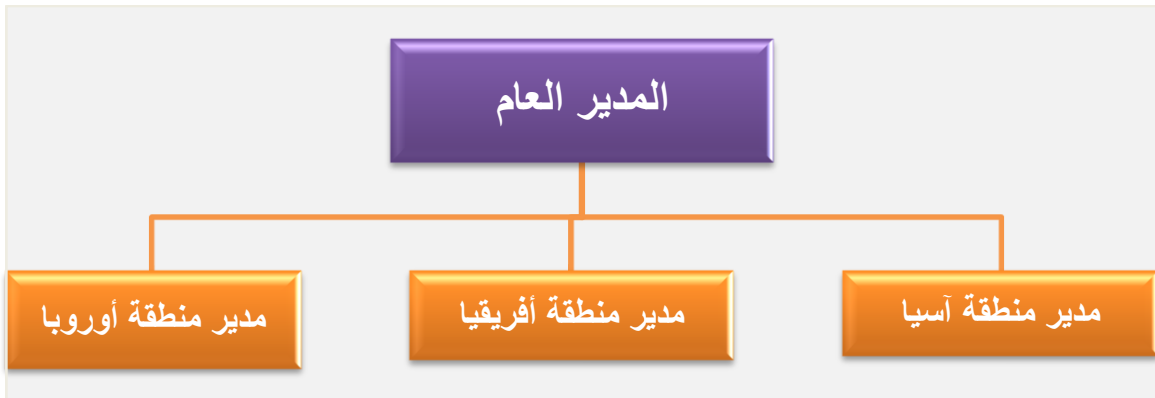 المدير العام
مدير منطقة آسيا
مدير منطقة أفريقيا
مدير منطقة أوروبا